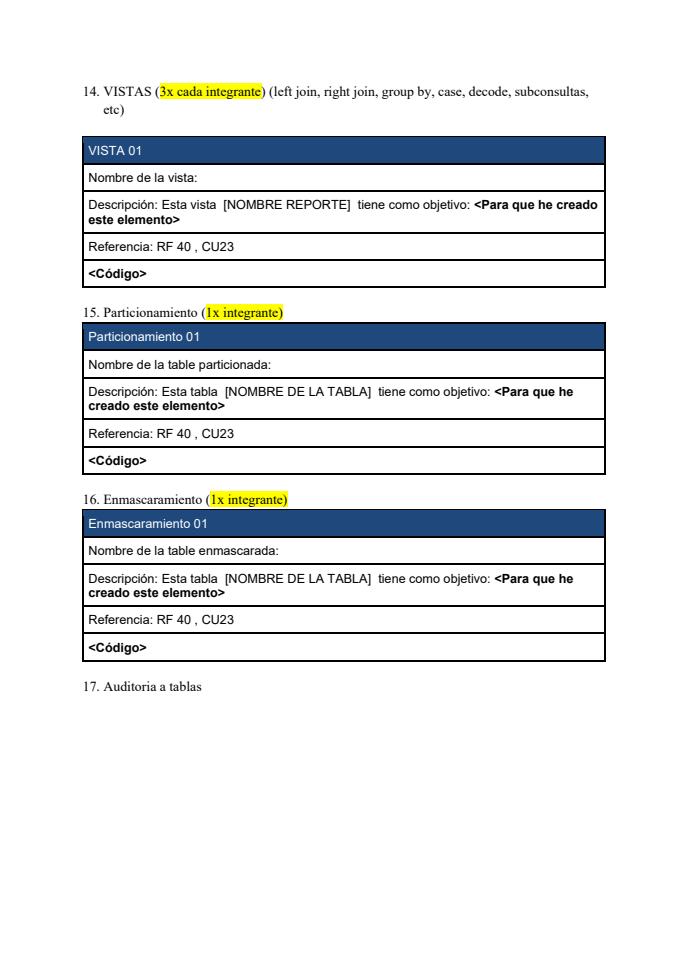 14. VISTAS (3x cada integrante) (left join, right join, group by, case, decode, subconsultas,
etc)
VISTA 01
Nombre de la vista:
Descripción: Esta vista  [NOMBRE REPORTE]  tiene como objetivo: <Para que he creado
este elemento>
Referencia: RF 40 , CU23
<Código>
15. Particionamiento (1x integrante)
Particionamiento 01
Nombre de la table particionada:
Descripción: Esta tabla  [NOMBRE DE LA TABLA]  tiene como objetivo: <Para que he
creado este elemento>
Referencia: RF 40 , CU23
<Código>
16. Enmascaramiento (1x integrante)
Enmascaramiento 01
Nombre de la table enmascarada:
Descripción: Esta tabla  [NOMBRE DE LA TABLA]  tiene como objetivo: <Para que he
creado este elemento>
Referencia: RF 40 , CU23
<Código>
17. Auditoria a tablas